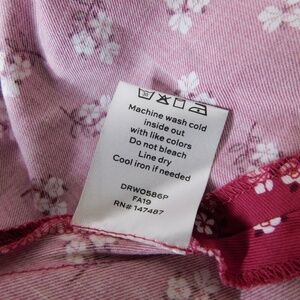 Machine wash cold
inside out
with like colors
Do not bleach
Line dry
Cool iron if needed
DRW0586P
FA19
RN# 147487